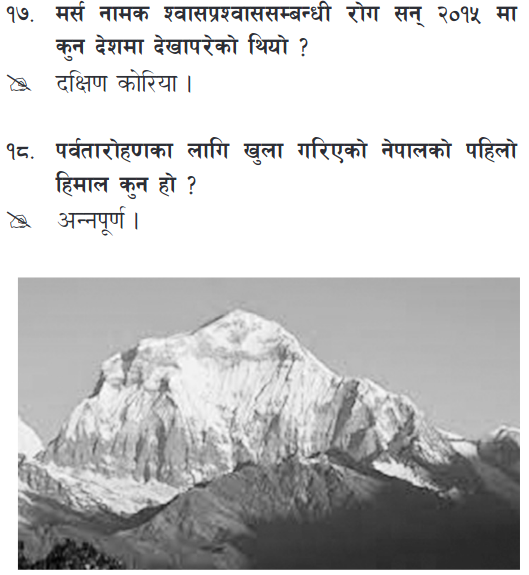 १७. मर्स नामक श्वासप्रश्वाससम्बन्धी रोग सन् २०१५ मा
कुन देशमा देखापरेको थियो ?
दक्षिण कोरिया ।
१८. पर्वतारोहणका लागि खुला गरिएको नेपालको पहिलो
हिमाल कुन हो ?
अन्नपूर्ण ।